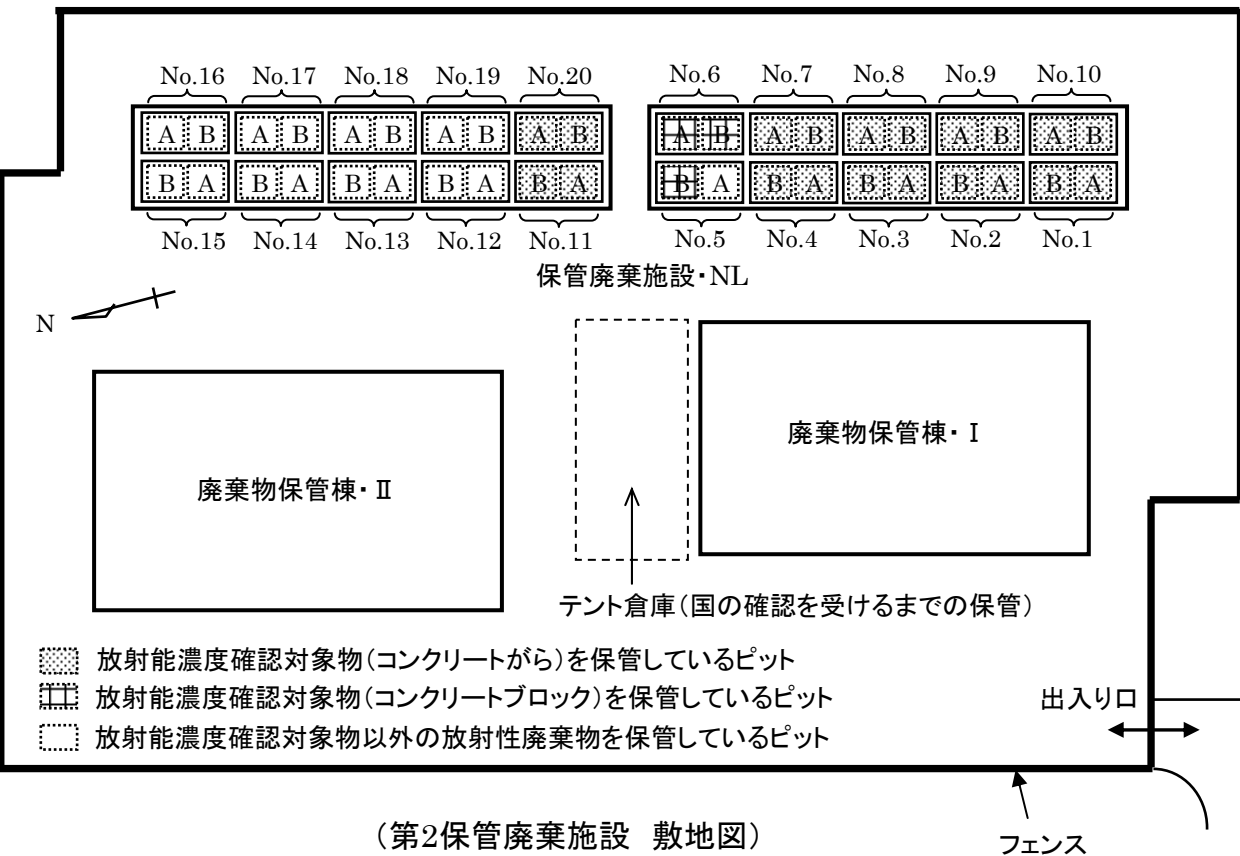 No.16 No.17 No.18 No.19 No.20 No.6 No.7 No.8 No.9 No.10
A B A B A B A B A B A B A B A B A B A B
B A B A B A B A B A B A B A B A B A B A
No.15 No.14 No.13 No.12 No.11 No.5 No.4 No.3 No.2 No.1
保管廃棄施設・NL
N
廃棄物保管棟・Ⅰ
廃棄物保管棟・Ⅱ
テント倉庫(国の確認を受けるまでの保管)
放射能濃度確認対象物(コンクリートがら)を保管しているピット
放射能濃度確認対象物(コンクリートブロック)を保管しているピット
出入り口
放射能濃度確認対象物以外の放射性廃棄物を保管しているピット
(第2保管廃棄施設 敷地図)
フェンス